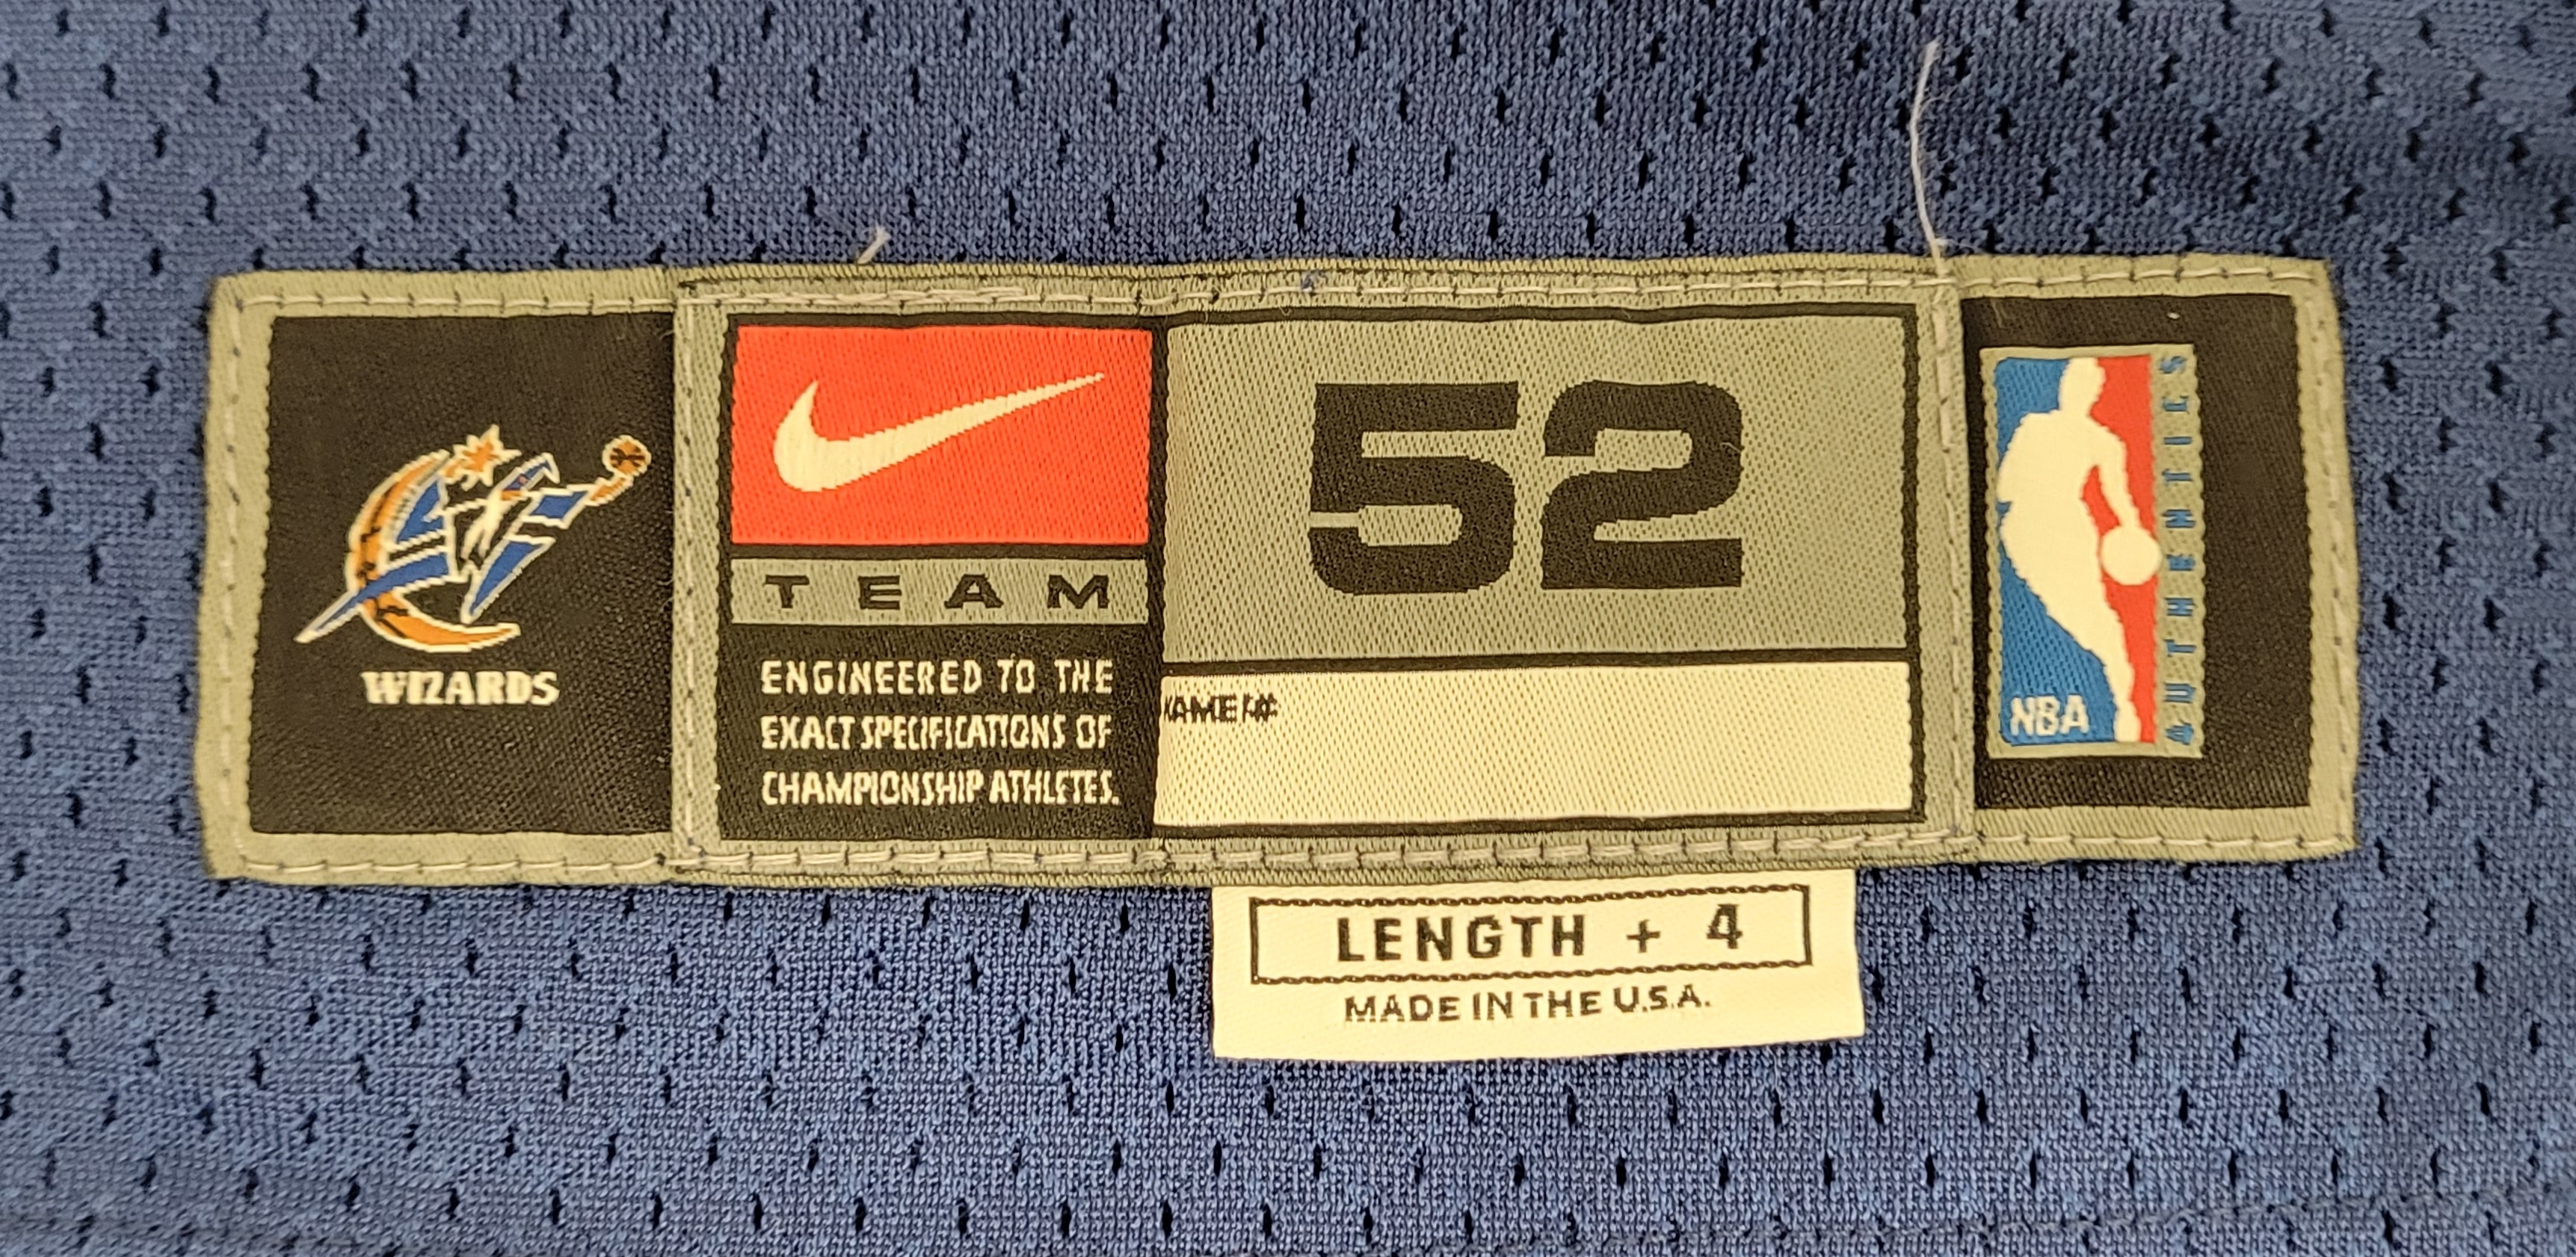 WIZARDS
TEAM
ENGINEERED TO THE
EXACT SPECIFICATIONS OF
CHAMPIONSHIP ATHLETES.
52
NAME/#
NBA
AUTHENTICS
LENGTH + 4
MADE IN THE U.S.A.